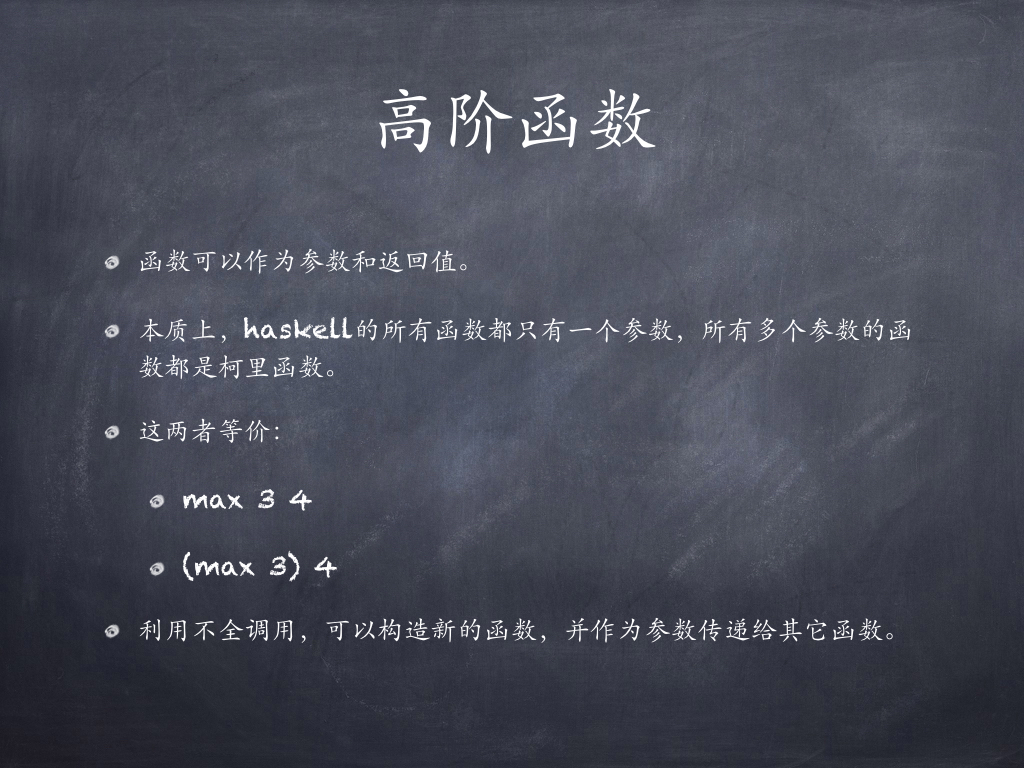 高阶函数
函数可以作为参数和返回值。
本质上，haskell的所有函数都只有一个参数，所有多个参数的函
数都是柯里函数。
这两者等价：
max 3 4
(max 3) 4
利用不全调用，可以构造新的函数，并作为参数传递给其它函数。